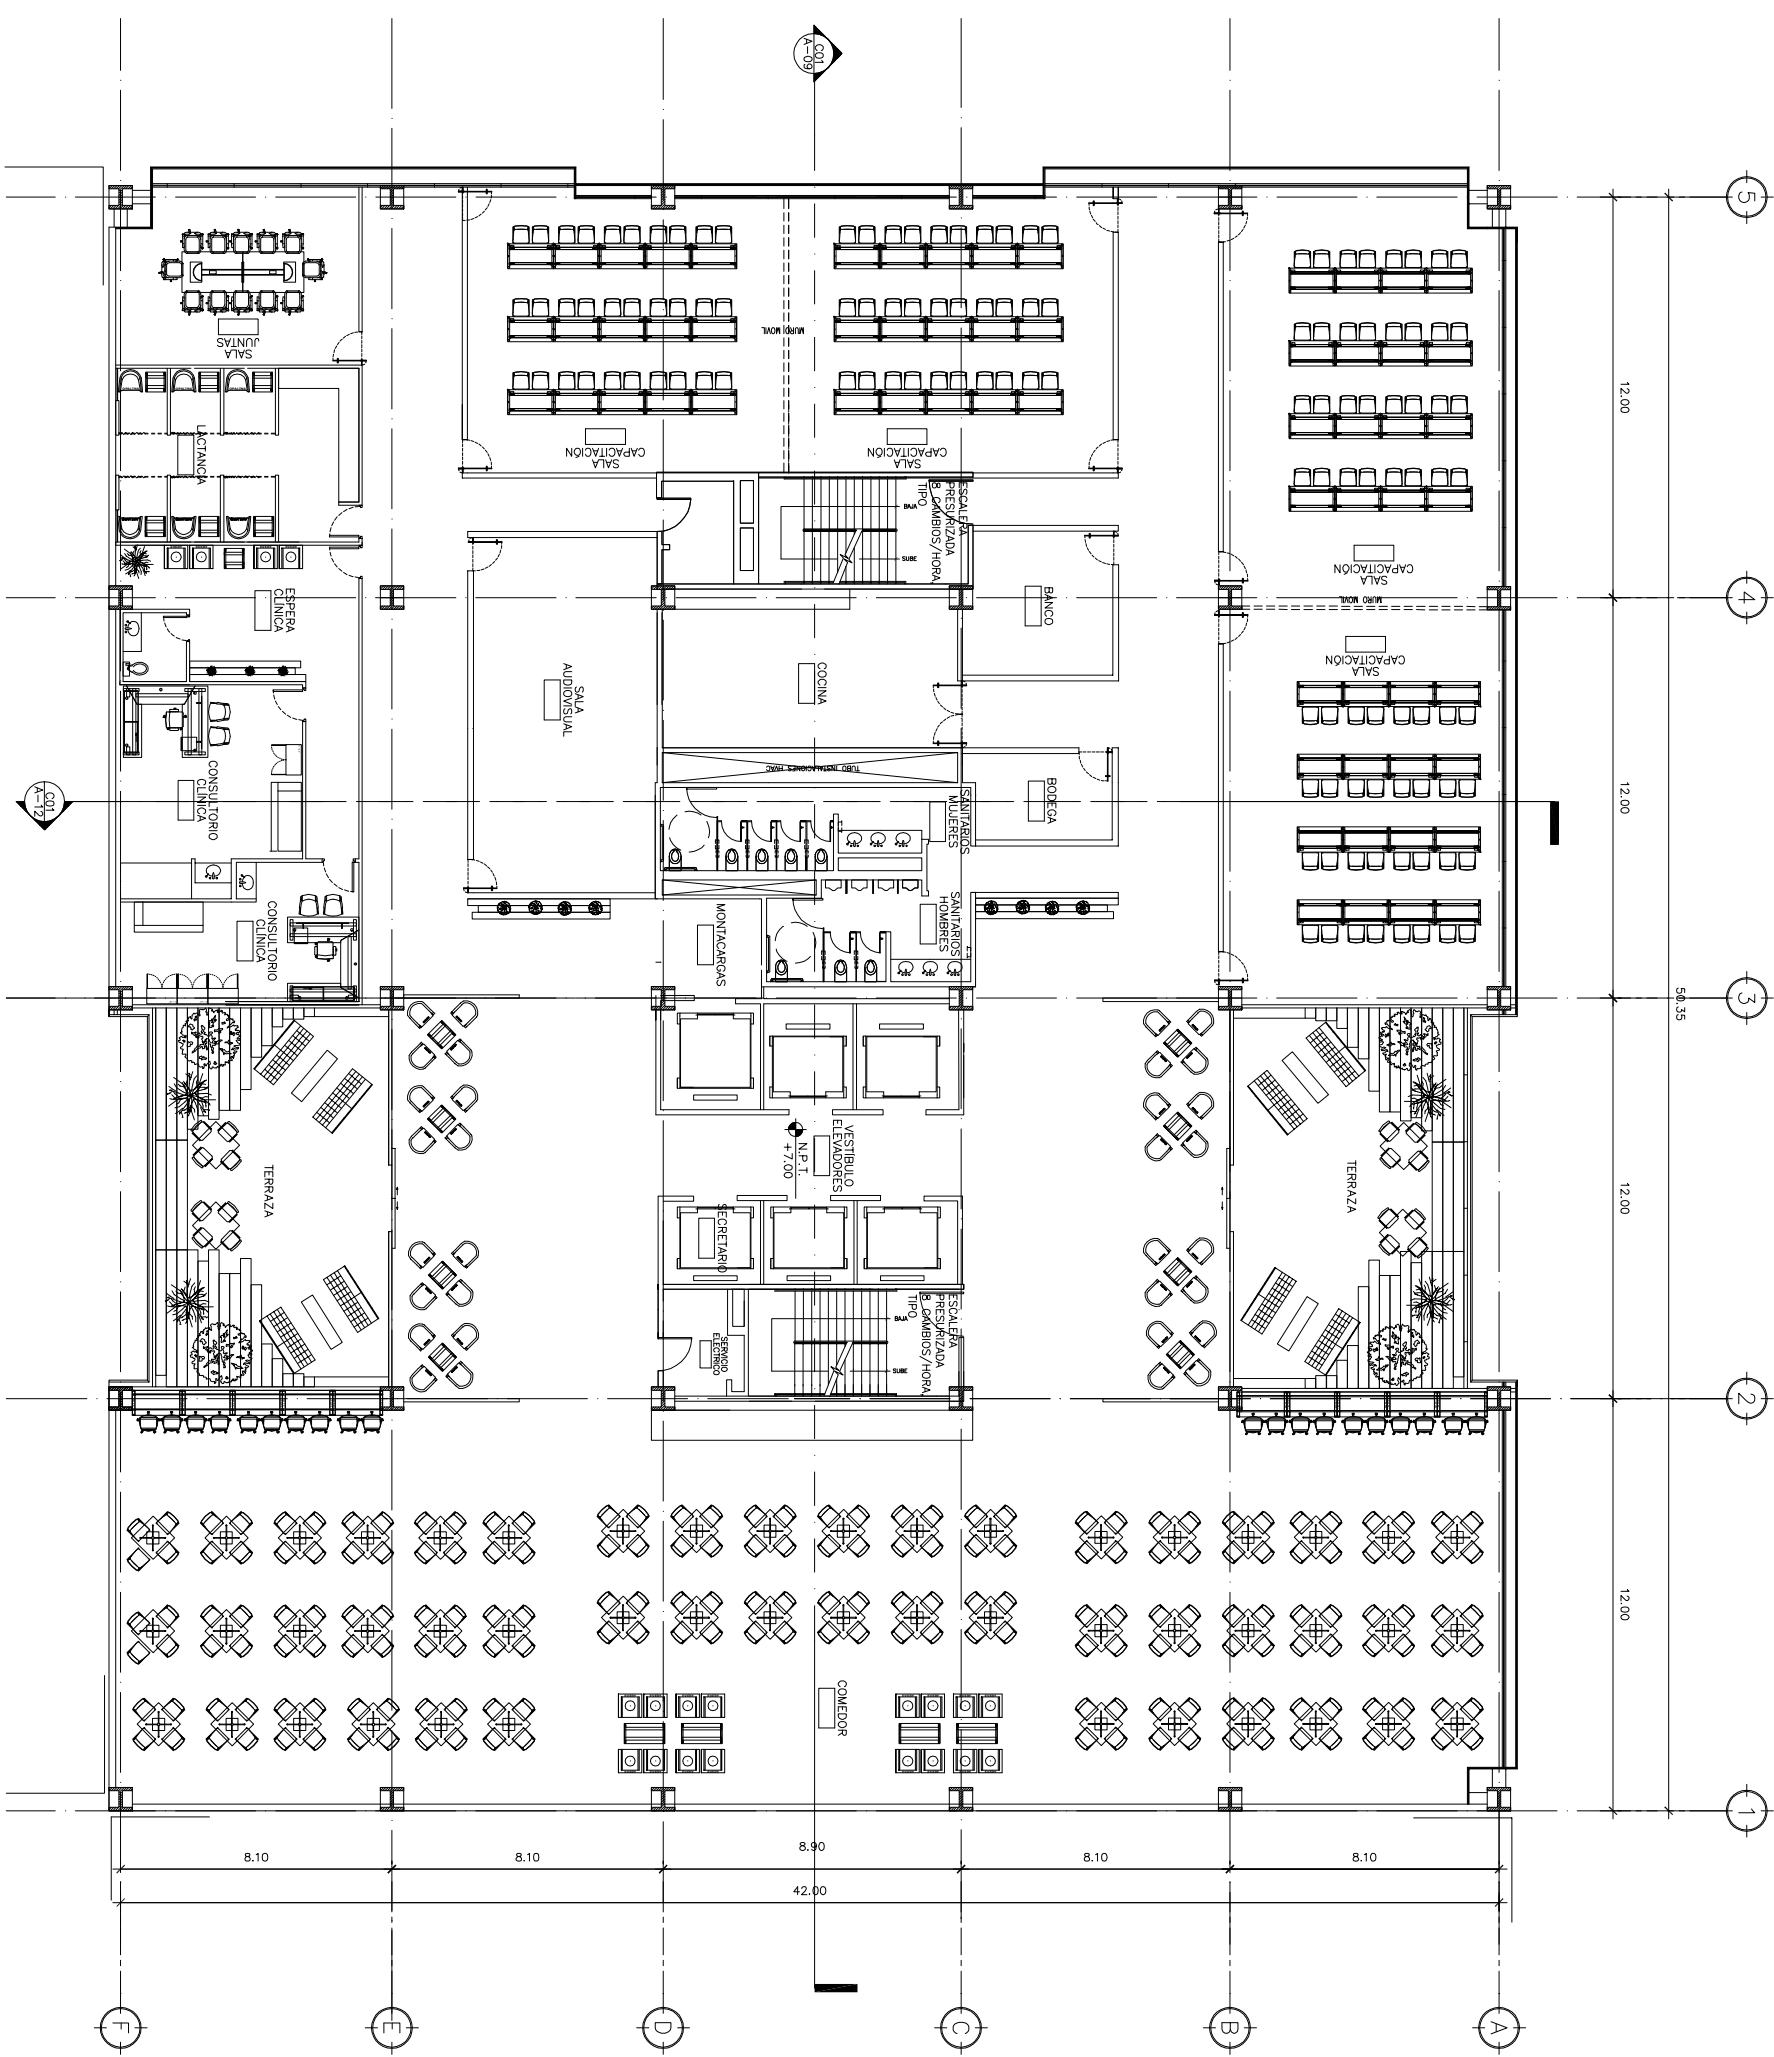 C01
A-09
5
SALA
JUNTAS
MURO MOVIL
12.00
LACTANCIA
SALA
CAPACITACIÓN
SALA
CAPACITACIÓN
ESCALERA
PRESURIZADA
8 CAMBIOS/HORA
TIPO
BAJA
SUBE
SALA
CAPACITACIÓN
ESPERA
CLÍNICA
BANCO
MURO MOVIL
4
SALA
CAPACITACIÓN
SALA
AUDIOVISUAL
COCINA
TUBO INSTALACIONES HVAC
C01
A-12
CONSULTORIO
CLÍNICA
SANITARIOS
MUJERES
BODEGA
12.00
CONSULTORIO
CLÍNICA
MONTACARGAS
SANITARIOS
HOMBRES
3
50.35
TERRAZA
VESTÍBULO
ELEVADORES
N.P.T.
+7.00
TERRAZA
12.00
SECRETARIO
SERVICIO
ELECTRICO
ESCALERA
PRESURIZADA
8 CAMBIOS/HORA
TIPO
BAJA
SUBE
2
12.00
COMEDOR
1
8.10
8.10
8.90
8.10
8.10
42.00
F
E
D
C
B
A